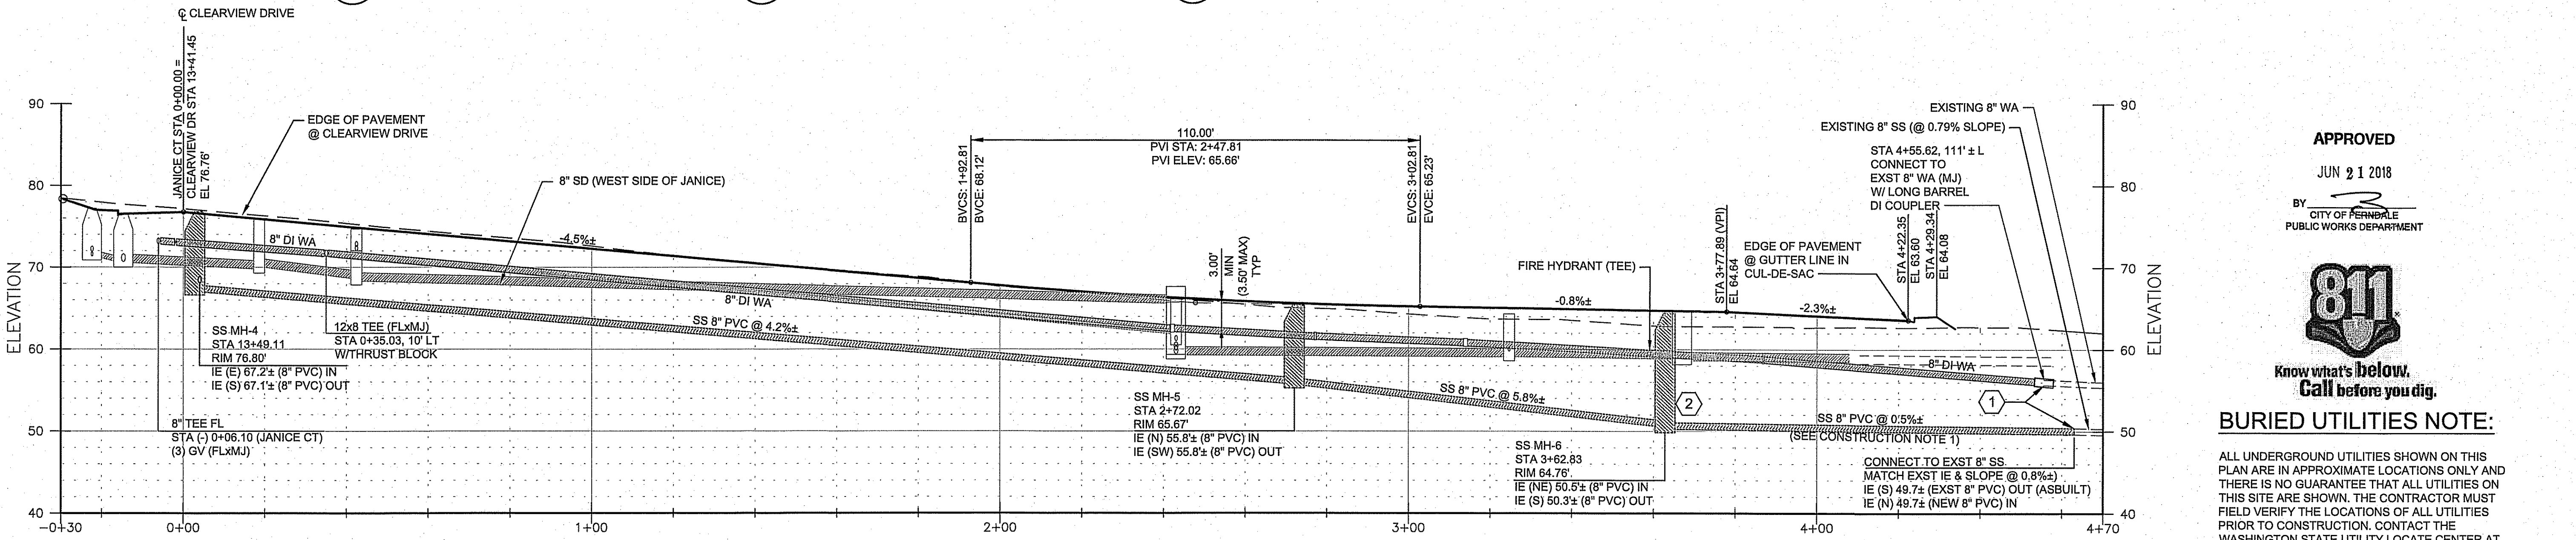 ℄ CLEARVIEW DRIVE
JANICE CT STA 0+00.00 =
CLEARVIEW DR STA 13+41.45
EL 76.76'
EDGE OF PAVEMENT
@ CLEARVIEW DRIVE
8" SD (WEST SIDE OF JANICE)
110.00'
PVI STA: 2+47.81
PVI ELEV: 65.66'
BVCS: 1+92.81
BVCE: 68.12'
EVCS: 3+02.81
EVCE: 65.23'
3.00'
MIN
(3.50' MAX)
TYP
FIRE HYDRANT (TEE)
STA 3+77.89 (VPI)
EL 64.64
EDGE OF PAVEMENT
@ GUTTER LINE IN
CUL-DE-SAC
STA 4+22.35
EL 63.60
STA 4+29.34
EL 64.08
EXISTING 8" WA
EXISTING 8" SS (@ 0.79% SLOPE)
STA 4+55.62, 111' ± L
CONNECT TO
EXST 8" WA (MJ)
W/ LONG BARREL
DI COUPLER
-4.5%±
-0.8%±
-2.3%±
8" DI WA
8" DI WA
8" DI WA
SS 8" PVC @ 4.2%±
SS 8" PVC @ 5.8%±
SS 8" PVC @ 0.5%±
(SEE CONSTRUCTION NOTE 1)
1
2
SS MH-4
STA 13+49.11
RIM 76.80'
IE (E) 67.2'± (8" PVC) IN
IE (S) 67.1'± (8" PVC) OUT
12x8 TEE (FLxMJ)
STA 0+35.03, 10' LT
W/THRUST BLOCK
8" TEE FL
STA (-) 0+06.10 (JANICE CT)
(3) GV (FLxMJ)
SS MH-5
STA 2+72.02
RIM 65.67'
IE (N) 55.8'± (8" PVC) IN
IE (SW) 55.8'± (8" PVC) OUT
SS MH-6
STA 3+62.83
RIM 64.76'
IE (NE) 50.5'± (8" PVC) IN
IE (S) 50.3'± (8" PVC) OUT
CONNECT TO EXST 8" SS
MATCH EXST IE & SLOPE @ 0.8%±)
IE (S) 49.7± (EXST 8" PVC) OUT (ASBUILT)
IE (N) 49.7± (NEW 8" PVC) IN
ELEVATION
90
80
70
60
50
40
-0+30
0+00
1+00
2+00
3+00
4+00
4+70
90
80
70
60
50
40
ELEVATION
APPROVED
JUN 21 2018
BY
CITY OF FERNDALE
PUBLIC WORKS DEPARTMENT
811
Know what's below.
Call before you dig.
BURIED UTILITIES NOTE:
ALL UNDERGROUND UTILITIES SHOWN ON THIS
PLAN ARE IN APPROXIMATE LOCATIONS ONLY AND
THERE IS NO GUARANTEE THAT ALL UTILITIES ON
THIS SITE ARE SHOWN. THE CONTRACTOR MUST
FIELD VERIFY THE LOCATIONS OF ALL UTILITIES
PRIOR TO CONSTRUCTION. CONTACT THE
WASHINGTON STATE UTILITY LOCATE CENTER AT